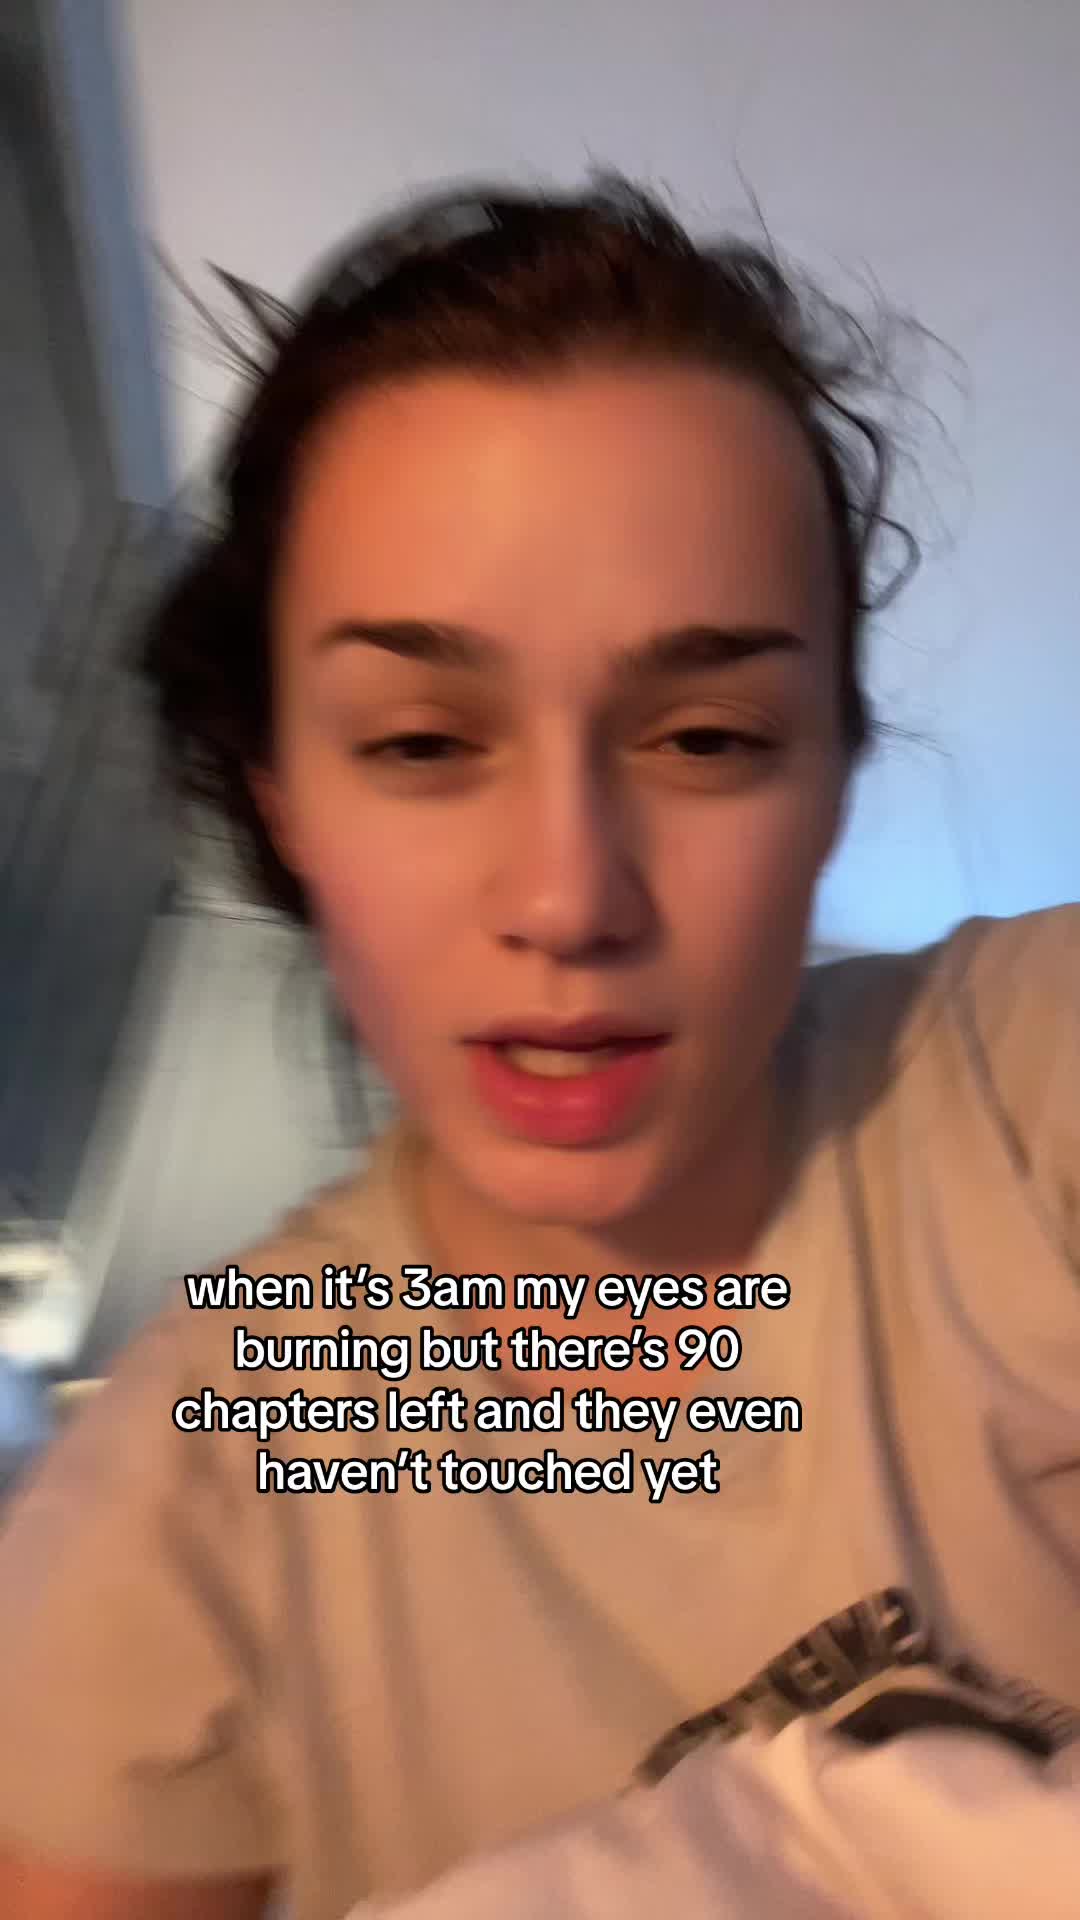 when it's 3am my eyes are
burning but there's 90
chapters left and they even
haven't touched yet